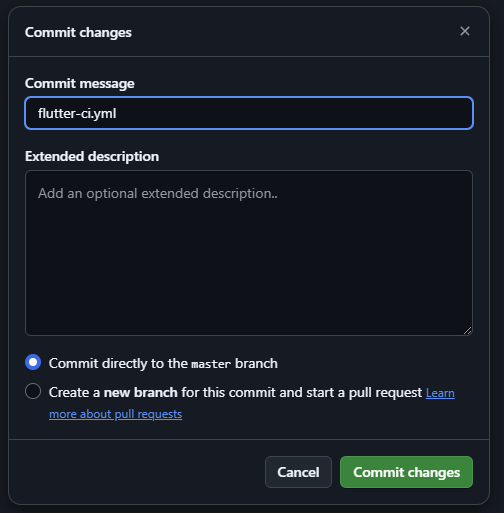 Commit changes
Commit message
flutter-ci.yml
Extended description
Add an optional extended description..
Commit directly to the master branch
Create a new branch for this commit and start a pull request Learn
more about pull requests
Cancel
Commit changes